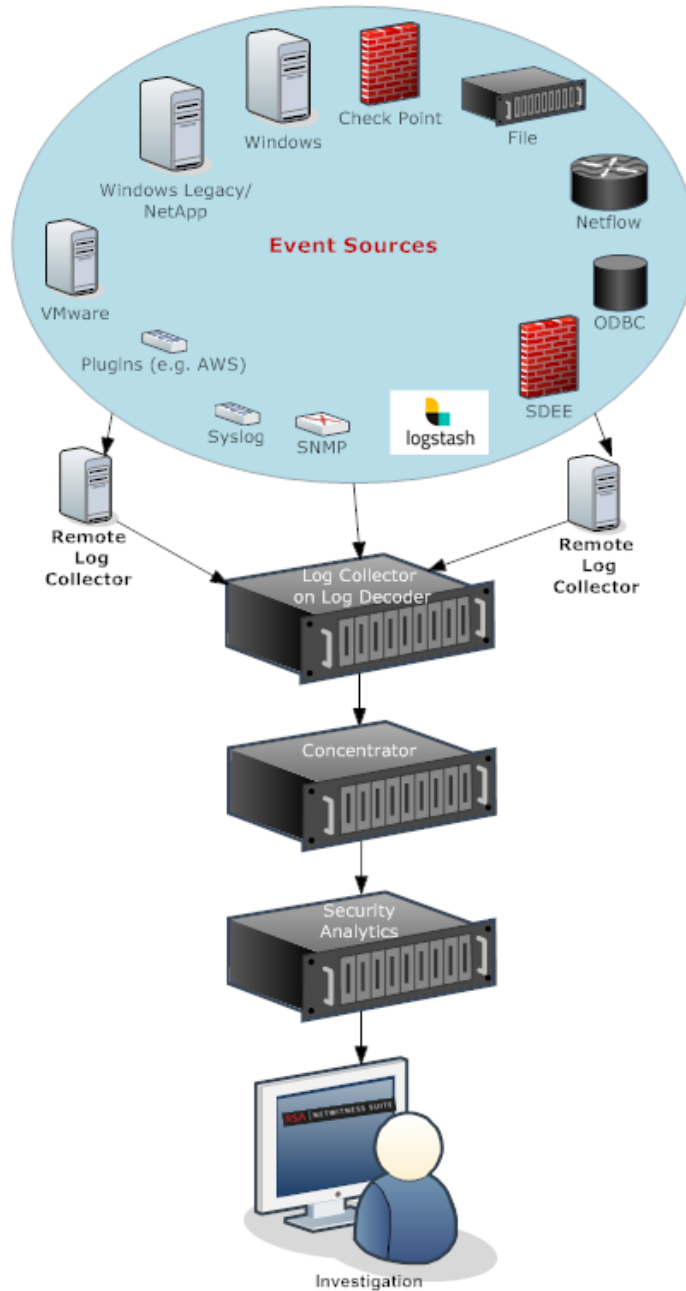 Windows
Check Point
File
Windows Legacy/
NetApp
Netflow
Event Sources
VMware
ODBC
Plugins (e.g. AWS)
SDEE
Syslog
SNMP
logstash
Remote
Log
Collector
Remote
Log
Collector
Log Collector
on Log Decoder
Concentrator
Security
Analytics
RSA NETWITNESS SUITE
Investigation